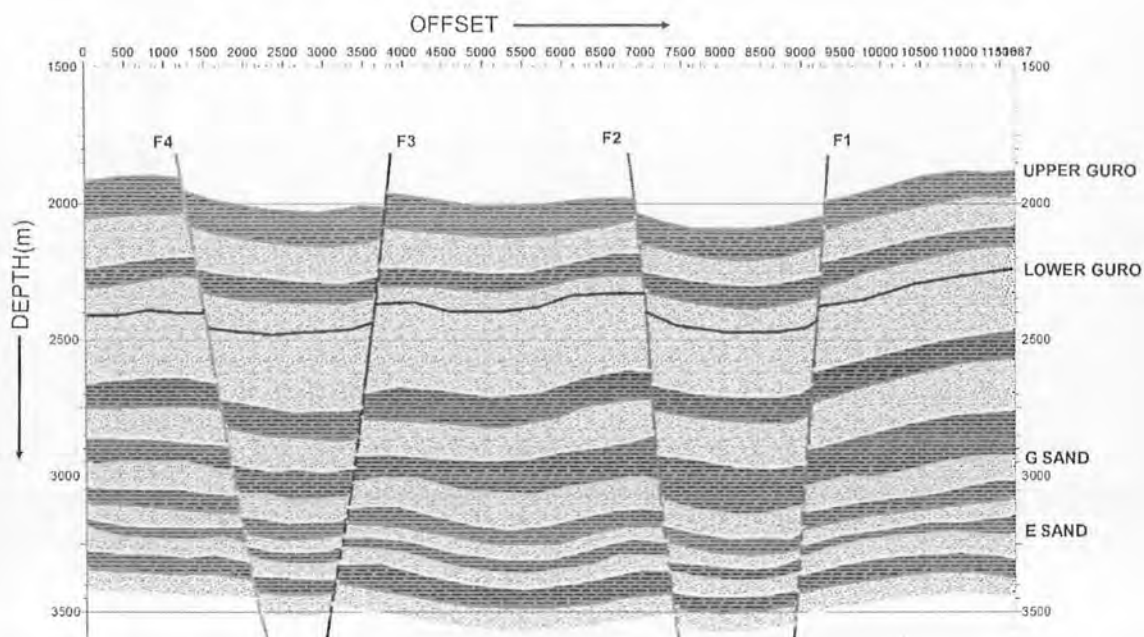 OFFSET
0 500 1000 1500 2000 2500 3000 3500 4000 4500 5000 5500 6000 6500 7000 7500 8000 8500 9000 9500 10000 10500 11000
1500 1500
F4 F3 F2 F1
UPPER GURO
2000 2000
LOWER GURO
DEPTH(m)
2500 2500
G SAND
3000 3000
E SAND
3500 3500